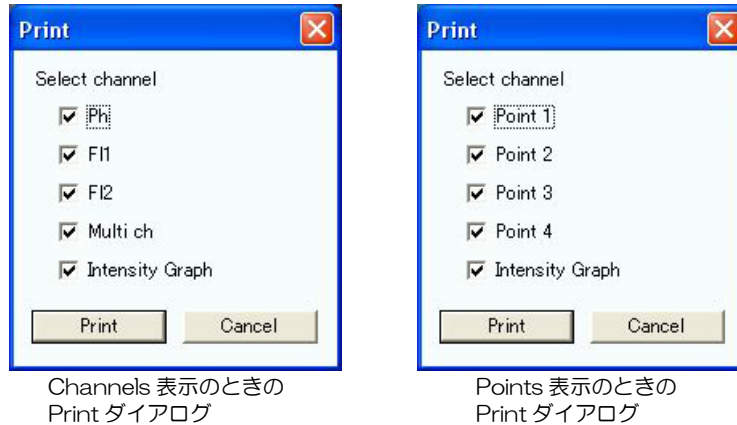 Print
Select channel
Ph
Fl1
Fl2
Multi ch
Intensity Graph
Print Cancel
Channels 表示のときの
Print ダイアログ
Print
Select channel
Point 1
Point 2
Point 3
Point 4
Intensity Graph
Print Cancel
Points 表示のときの
Print ダイアログ